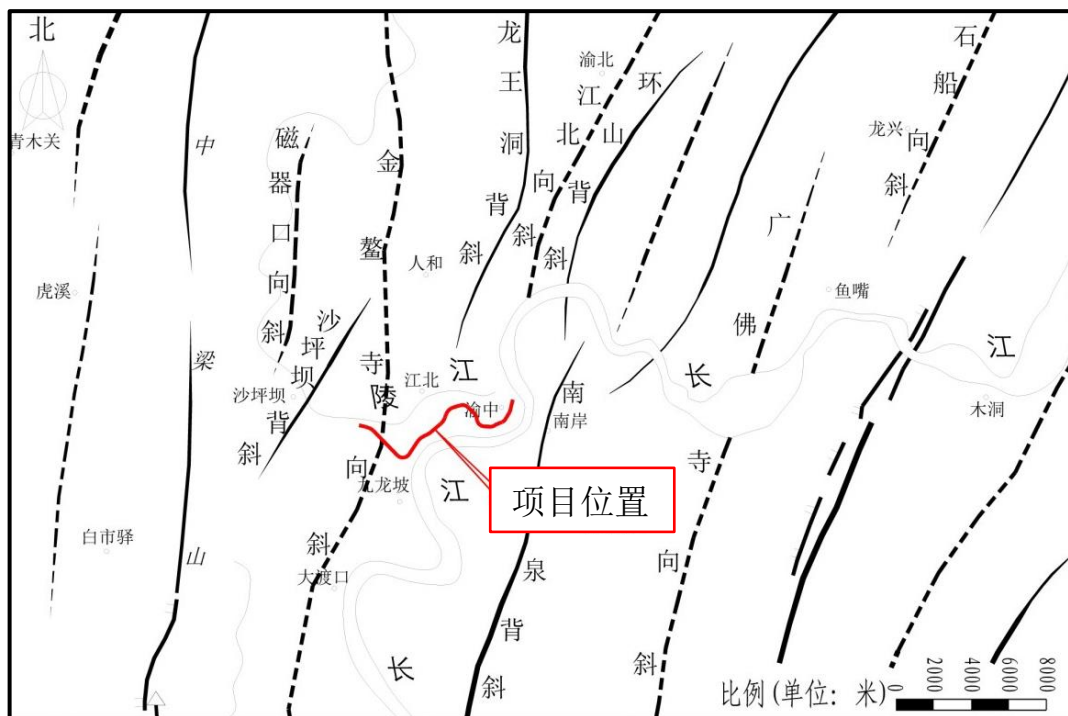 北
青木关
虎溪
白市驿
中梁山
磁器口向斜
沙坪坝背斜
沙坪坝
金鳌寺向斜
人和
江北
陵江
渝中
九龙坡
大渡口
龙王洞背斜
江北向斜
渝北
环山背斜
南岸
南泉背斜
长江
长江
广佛寺向斜
石船向斜
龙兴
鱼嘴
木洞
项目位置
比例(单位：米)
0 2000 4000 6000 8000